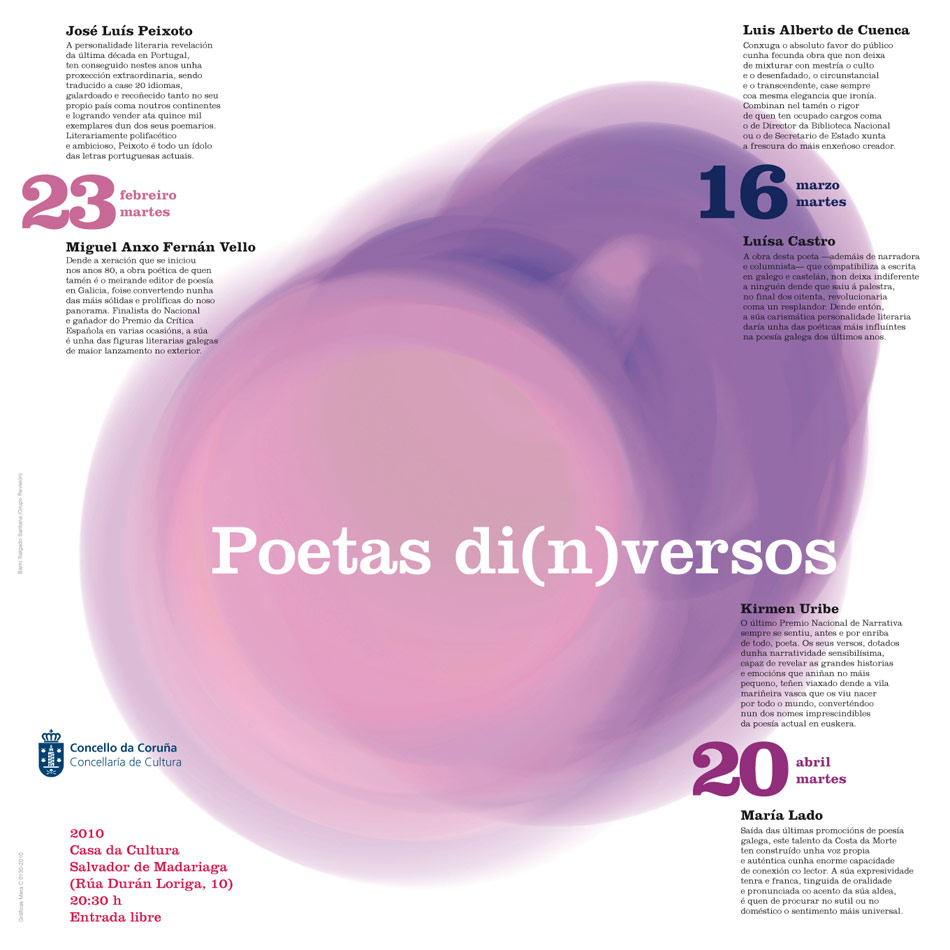 José Luís Peixoto
A personalidade literaria revelación
da última década en Portugal,
ten conseguido nestes anos unha
proxección extraordinaria, sendo
traducido a case 20 idiomas,
galardoado e recoñecido tanto no seu
propio país coma noutros continentes
e logrando vender ata quince mil
exemplares dun dos seus poemarios.
Literariamente polifacético
e ambicioso, Peixoto é todo un ídolo
das letras portuguesas actuais.
23
febreiro
martes
Miguel Anxo Fernán Vello
Dende a xeración que se iniciou
nos anos 80, a obra poética de quen
tamén é o meirande editor de poesía
en Galicia, foise convertendo nunha
das máis sólidas e prolíficas do noso
panorama. Finalista do Nacional
e gañador do Premio da Crítica
Española en varias ocasións, a súa
é unha das figuras literarias galegas
de maior lanzamento no exterior.
Luis Alberto de Cuenca
Conxuga o absoluto favor do público
cunha fecunda obra que non deixa
de mixturar con mestría o culto
e o desenfadado, o circunstancial
e o transcendente, case sempre
coa mesma elegancia que ironía.
Combinan nel tamén o rigor
de quen ten ocupado cargos coma
o de Director da Biblioteca Nacional
ou o de Secretario de Estado xunta
a frescura do máis enxeñoso creador.
16
marzo
martes
Luísa Castro
A obra desta poeta —ademáis de narradora
e columnista— que compatibiliza a escrita
en galego e castelán, non deixa indiferente
a ninguén dende que saíu á palestra,
no final dos oitenta, revolucionaria
coma un resplandor. Dende entón,
a súa carismática personalidade literaria
daría unha das poéticas máis influíntes
na poesía galega dos últimos anos.
Poetas di(n)versos
Kirmen Uribe
O último Premio Nacional de Narrativa
sempre se sentiu, antes e por enriba
de todo, poeta. Os seus versos, dotados
dunha narratividade sensibilísima,
capaz de revelar as grandes historias
e emocións que aniñan no máis
pequeno, teñen viaxado dende a vila
mariñeira vasca que os viu nacer
por todo o mundo, converténdoo
nun dos nomes imprescindibles
da poesía actual en euskera.
20
abril
martes
María Lado
Saída das últimas promocións de poesía
galega, este talento da Costa da Morte
ten construído unha voz propia
e auténtica cunha enorme capacidade
de conexión co lector. A súa expresividade
tenra e franca, tinguida de oralidade
e pronunciada co acento da súa aldea,
é quen de procurar no sutil ou no
doméstico o sentimento máis universal.
Concello da Coruña
Concellaría de Cultura
2010
Casa da Cultura
Salvador de Madariaga
(Rúa Durán Loriga, 10)
20:30 h
Entrada libre